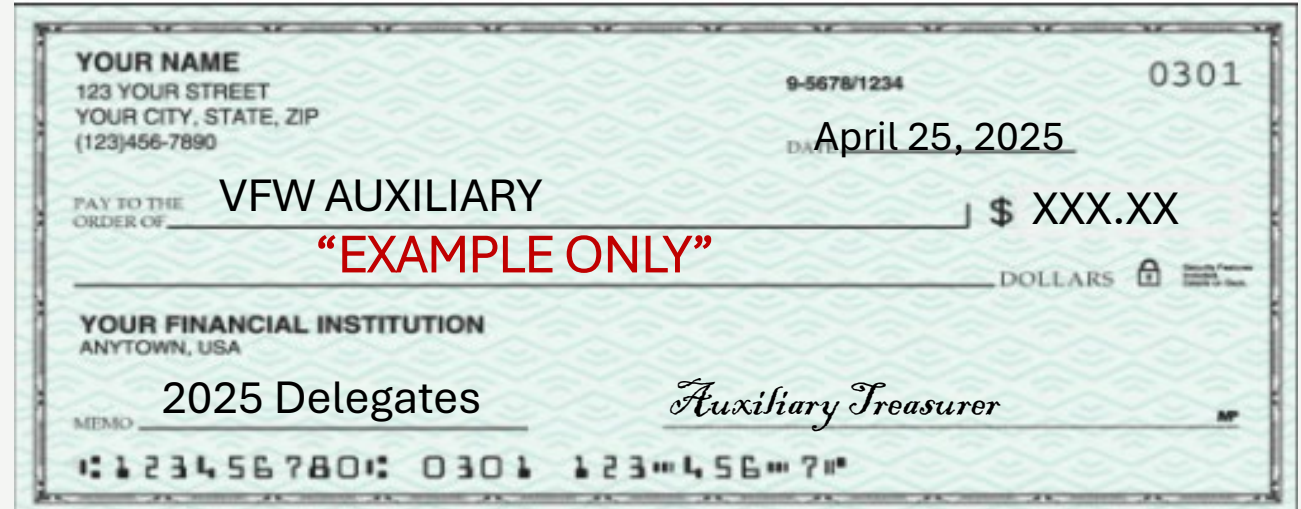 YOUR NAME
123 YOUR STREET
YOUR CITY, STATE, ZIP
(123)456-7890
9-5678/1234
0301
DATE April 25, 2025
PAY TO THE
ORDER OF VFW AUXILIARY $ XXX.XX
“EXAMPLE ONLY”
DOLLARS
YOUR FINANCIAL INSTITUTION
ANYTOWN, USA
MEMO 2025 Delegates
Auxiliary Treasurer
MP
⑆123456780⑆ 0301 123⑉456⑉7⑈